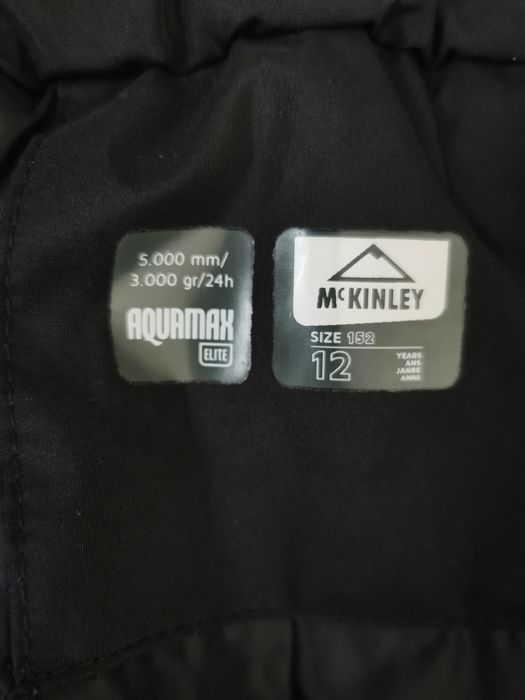 5.000 mm/
3.000 gr/24h
AQUAMAX
ELITE
McKINLEY
SIZE 152
12
YEARS
ANS
JAHRE
ANNI